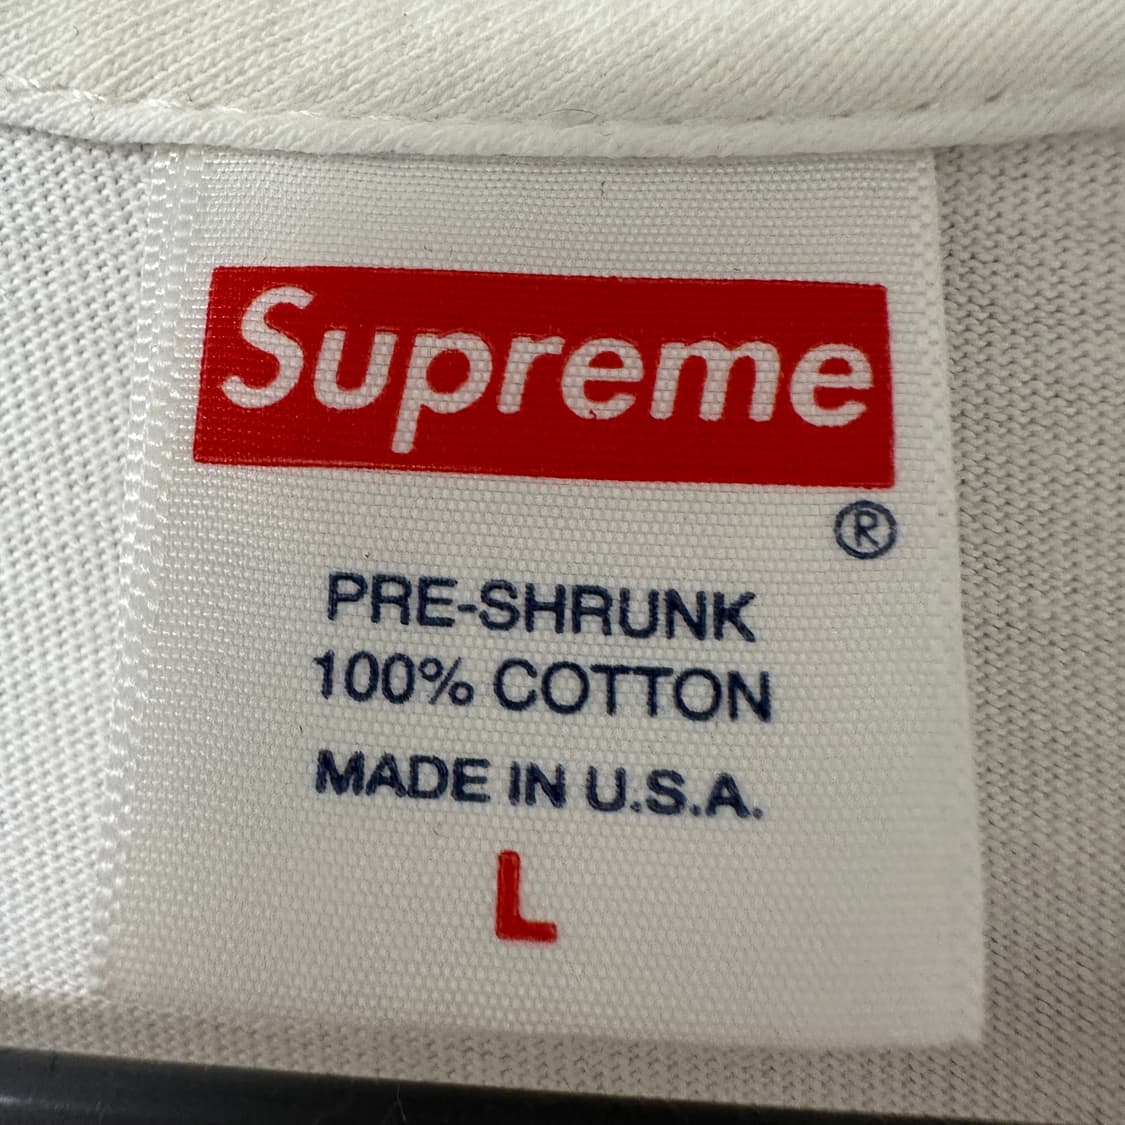 Supreme
®
PRE-SHRUNK
100% COTTON
MADE IN U.S.A.
L